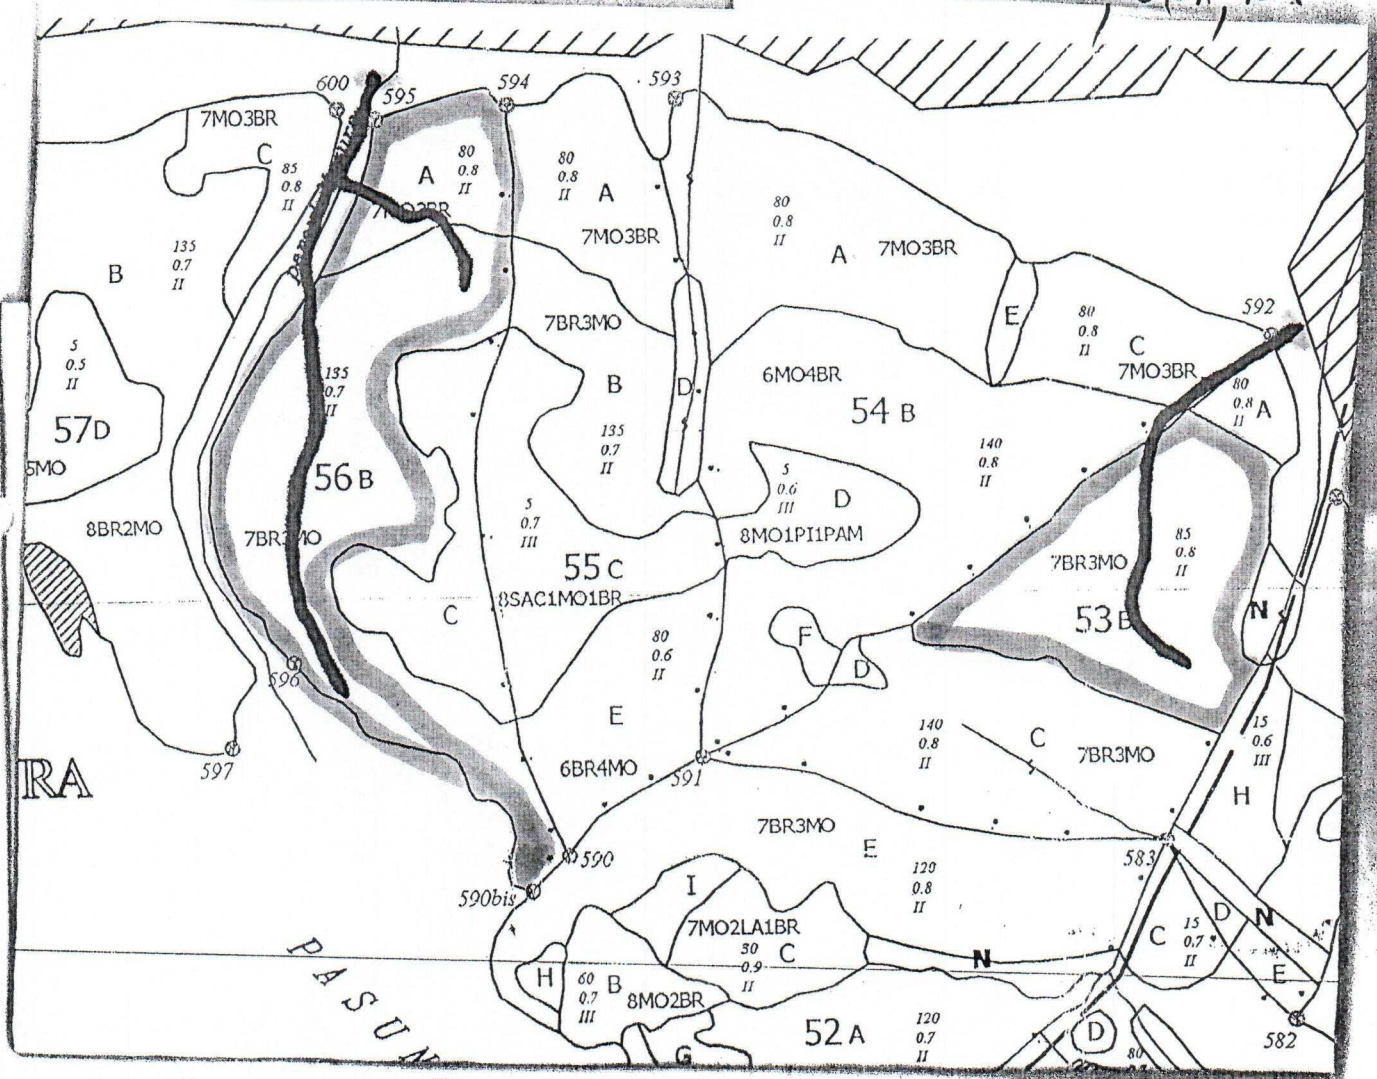 600
595
594
593
7MO3BR
C
85
0.8
II
A
80
0.8
II
7MO3BR
80
0.8
II
A
7MO3BR
80
0.8
II
A
7MO3BR
B
135
0.7
II
E
80
0.8
II
C
7MO3BR
592
80
0.8
II
A
5
0.5
II
57D
5MO
8BR2MO
135
0.7
II
56 B
7BR3MO
7BR3MO
B
D
135
0.7
II
6MO4BR
54 B
140
0.8
II
5
0.6
III
D
8MO1PI1PAM
5
0.7
III
55 C
8SAC1MO1BR
C
7BR3MO
85
0.8
II
53 B
N
80
0.6
II
F
D
E
6BR4MO
596
597
RA
591
140
0.8
II
C
7BR3MO
15
0.6
III
H
7BR3MO
E
583
590
590bis
120
0.8
II
I
7MO2LA1BR
30
0.9
II
C
N
C
15
0.7
II
D
N
E
H
60
0.7
III
B
8MO2BR
G
52 A
120
0.7
II
D
80
582
PASUN